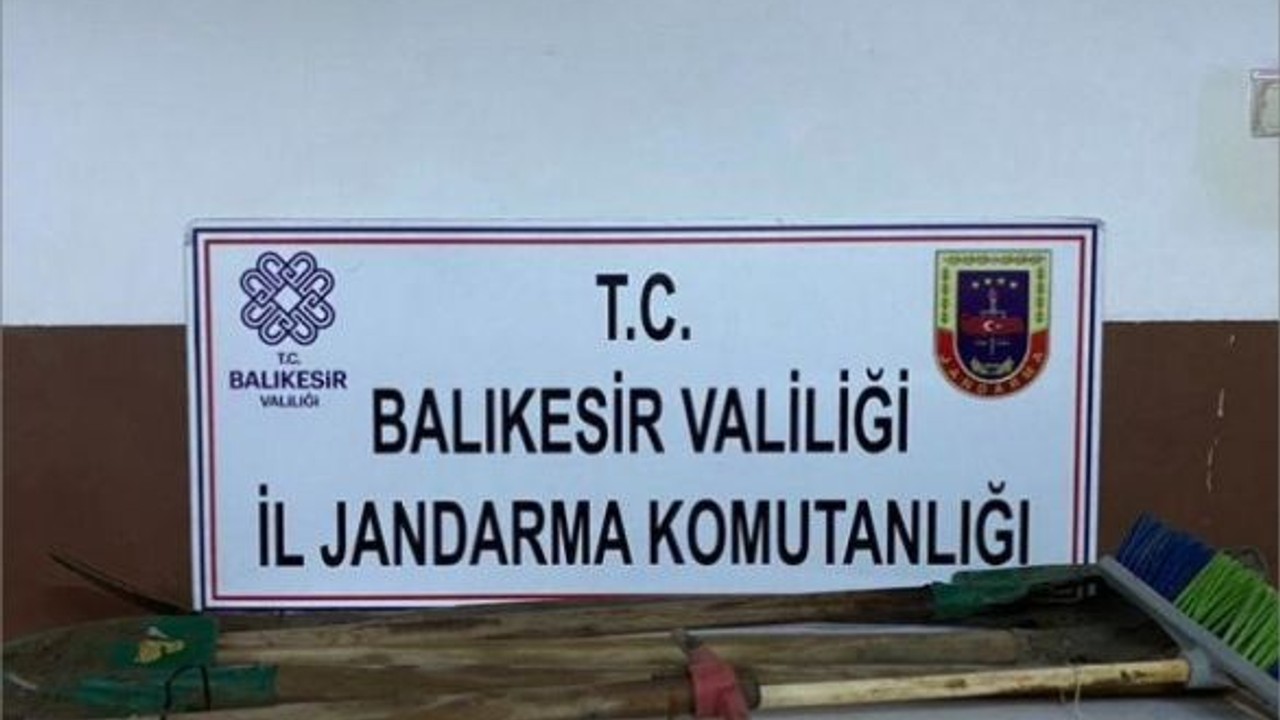 T.C.
BALIKESİR
VALİLİĞİ
T.C.
BALIKESİR VALİLİĞİ
İL JANDARMA KOMUTANLIĞI
JANDARMA